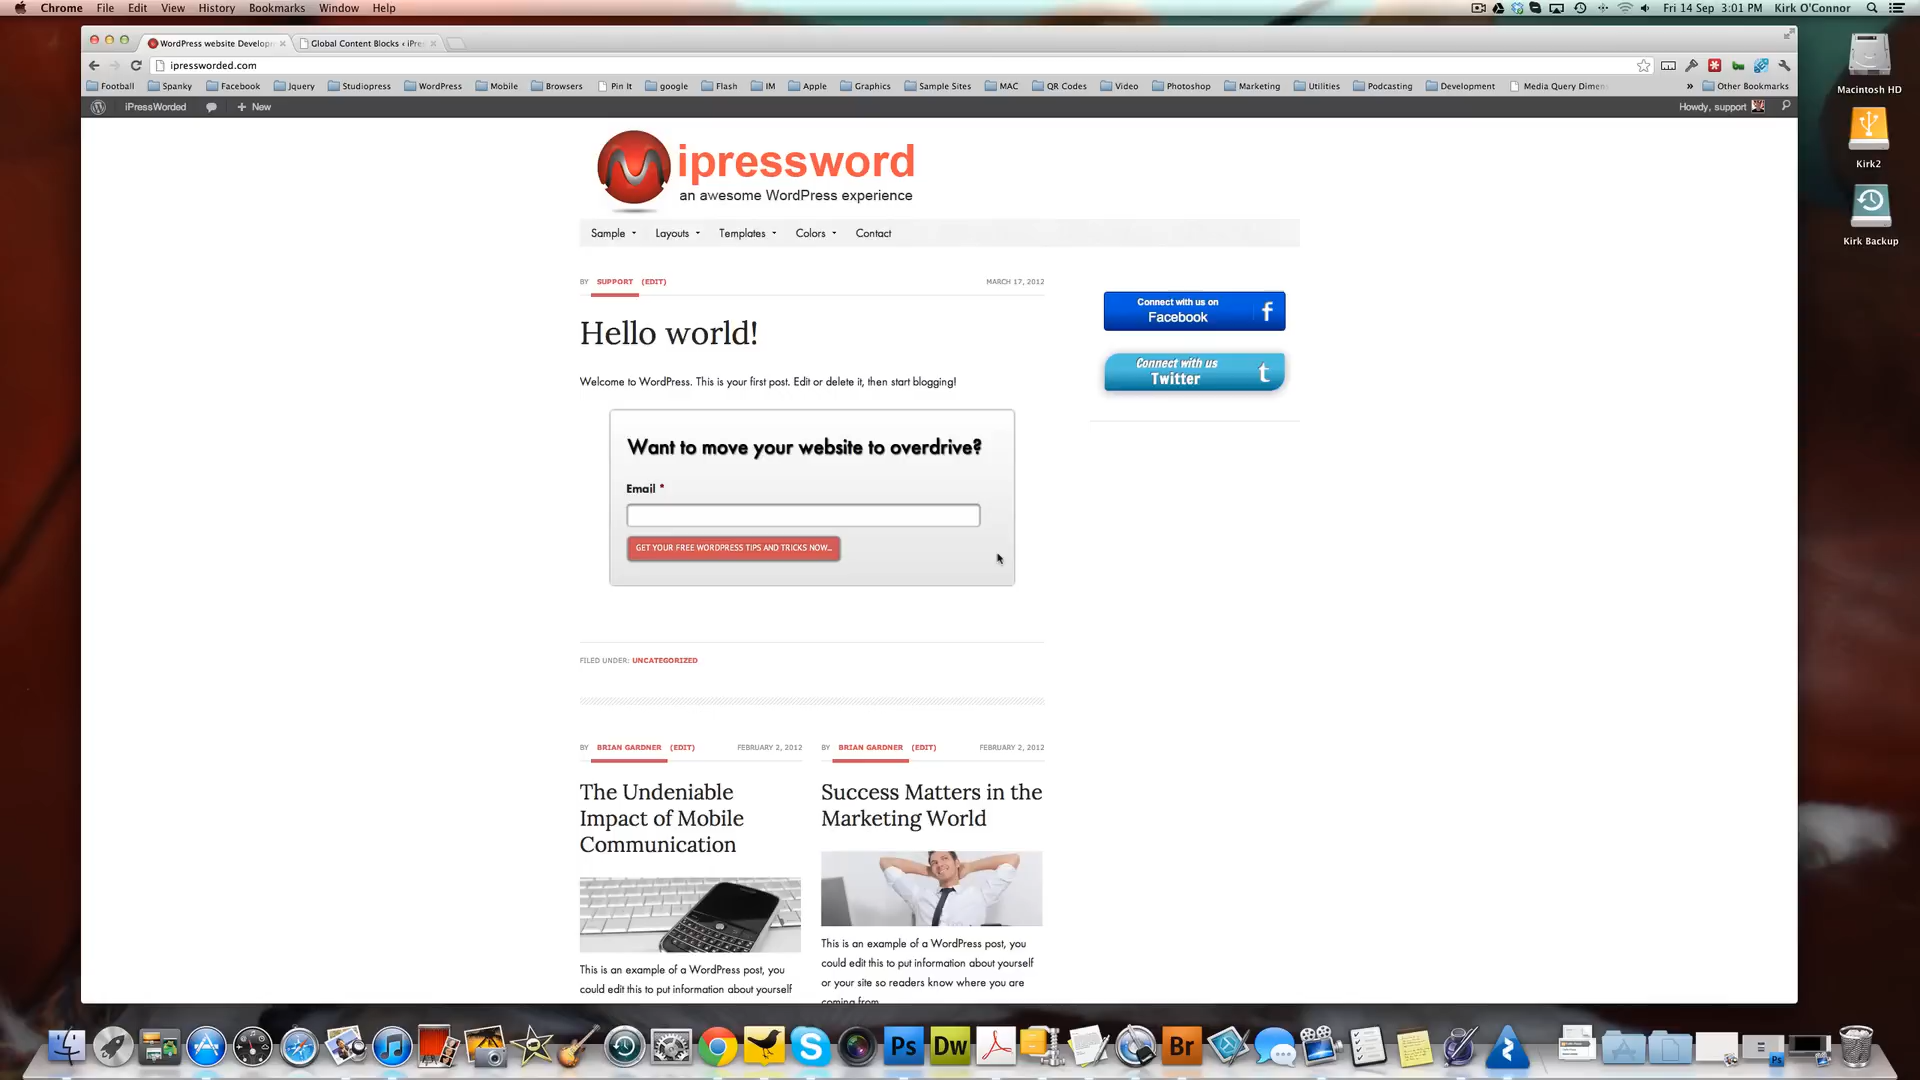 Chrome File Edit View History Bookmarks Window Help
Fri 14 Sep 3:01 PM Kirk O'Connor
WordPress website Develop
Global Content Blocks ‹ iPre
ipressworded.com
Football Spanky Facebook Jquery Studiopress WordPress Mobile Browsers Pin It google Flash IM Apple Graphics Sample Sites MAC QR Codes Video Photoshop Marketing Utilities Podcasting Development Media Query Dimen » Other Bookmarks
iPressWorded + New
Howdy, support
Macintosh HD
Kirk2
Kirk Backup
ipressword
an awesome WordPress experience
Sample Layouts Templates Colors Contact
BY SUPPORT (EDIT) MARCH 17, 2012
Hello world!
Welcome to WordPress. This is your first post. Edit or delete it, then start blogging!
Want to move your website to overdrive?
Email *
GET YOUR FREE WORDPRESS TIPS AND TRICKS NOW...
Connect with us on
Facebook f
Connect with us
Twitter t
FILED UNDER: UNCATEGORIZED
BY BRIAN GARDNER (EDIT) FEBRUARY 2, 2012
The Undeniable
Impact of Mobile
Communication
This is an example of a WordPress post, you
could edit this to put information about yourself
BY BRIAN GARDNER (EDIT) FEBRUARY 2, 2012
Success Matters in the
Marketing World
This is an example of a WordPress post, you
could edit this to put information about yourself
or your site so readers know where you are
coming from
Ps Dw Br
Ps